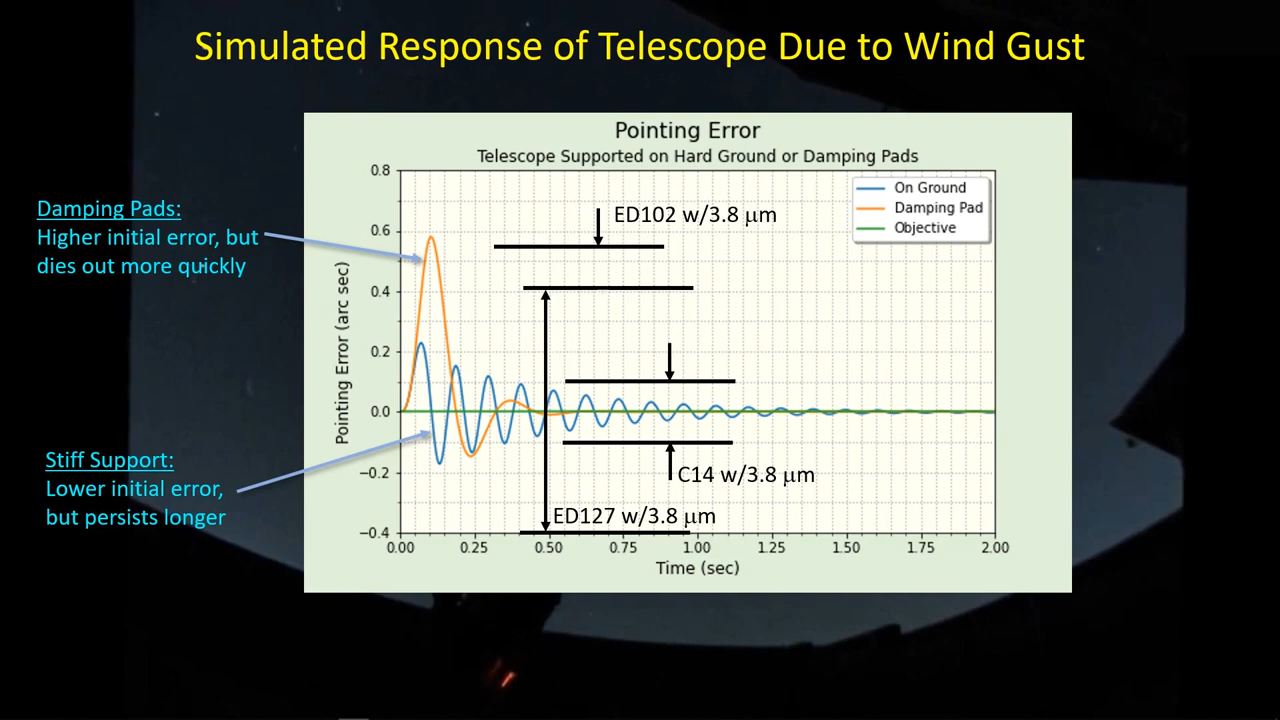 Simulated Response of Telescope Due to Wind Gust
Pointing Error
Telescope Supported on Hard Ground or Damping Pads
Damping Pads:
Higher initial error, but
dies out more quickly
Stiff Support:
Lower initial error,
but persists longer
Pointing Error (arc sec)
0.8
0.6
0.4
0.2
0.0
−0.2
−0.4
On Ground
Damping Pad
Objective
ED102 w/3.8 μm
C14 w/3.8 μm
ED127 w/3.8 μm
0.00 0.25 0.50 0.75 1.00 1.25 1.50 1.75 2.00
Time (sec)